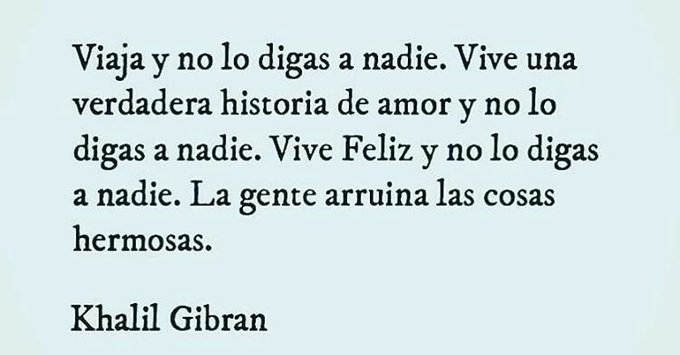 Viaja y no lo digas a nadie. Vive una
verdadera historia de amor y no lo
digas a nadie. Vive Feliz y no lo digas
a nadie. La gente arruina las cosas
hermosas.
Khalil Gibran